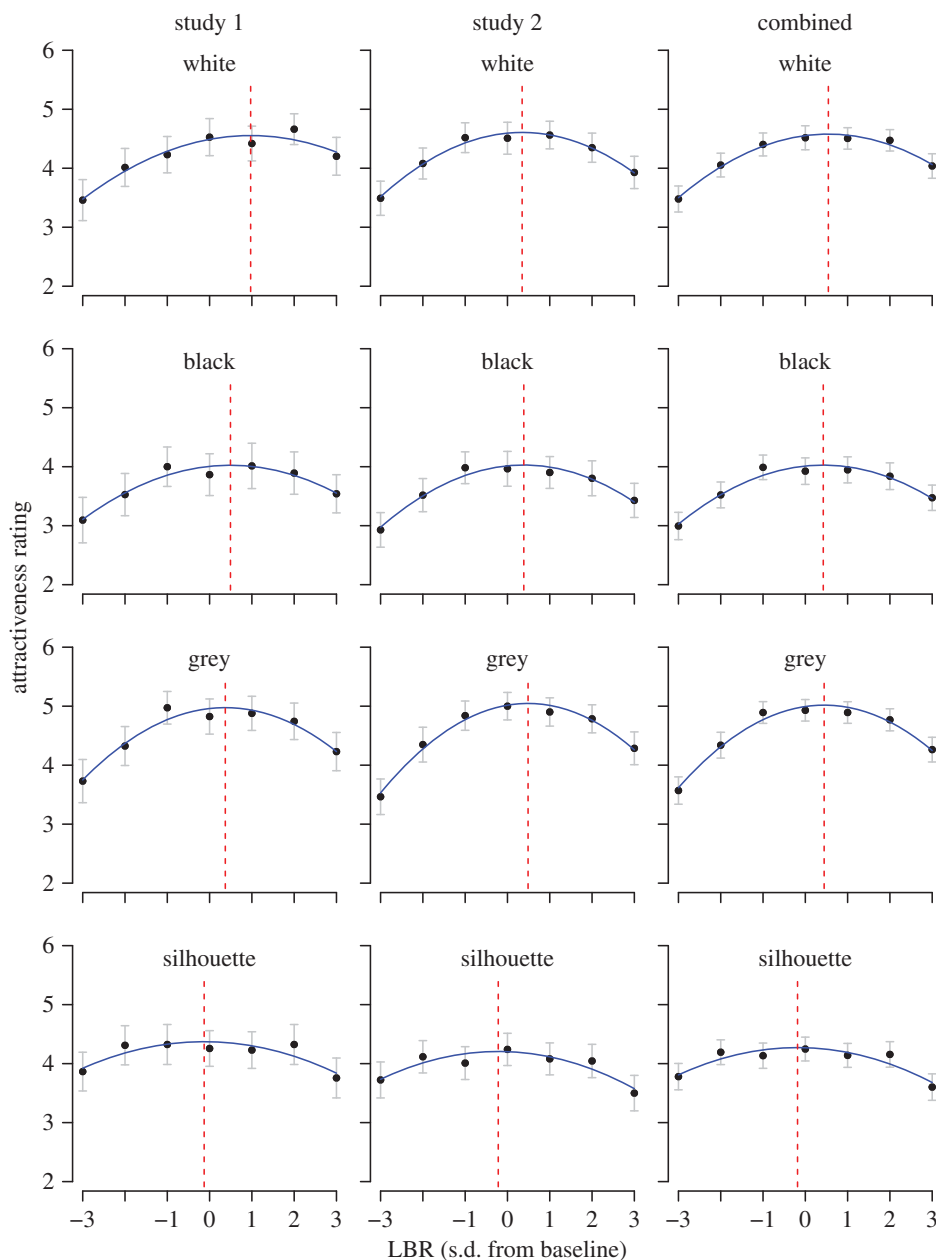 study 1 study 2 combined
6 white white white
5
4
3
2
6 black black black
5
4
3
2
attractiveness rating
6 grey grey grey
5
4
3
2
6 silhouette silhouette silhouette
5
4
3
2
−3 −1 0 1 2 3 −3 −1 0 1 2 3 −3 −1 0 1 2 3
LBR (s.d. from baseline)